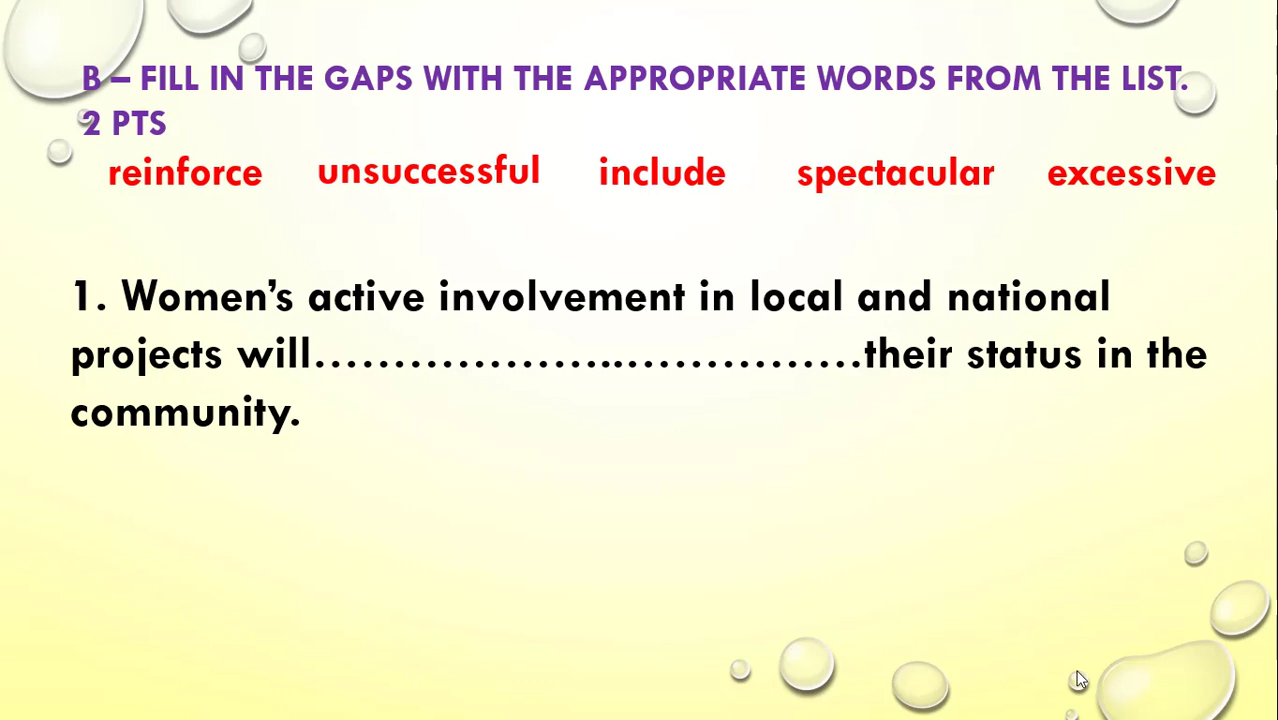 B – FILL IN THE GAPS WITH THE APPROPRIATE WORDS FROM THE LIST.
2 PTS
reinforce unsuccessful include spectacular excessive
1. Women’s active involvement in local and national
projects will…………………..……………their status in the
community.